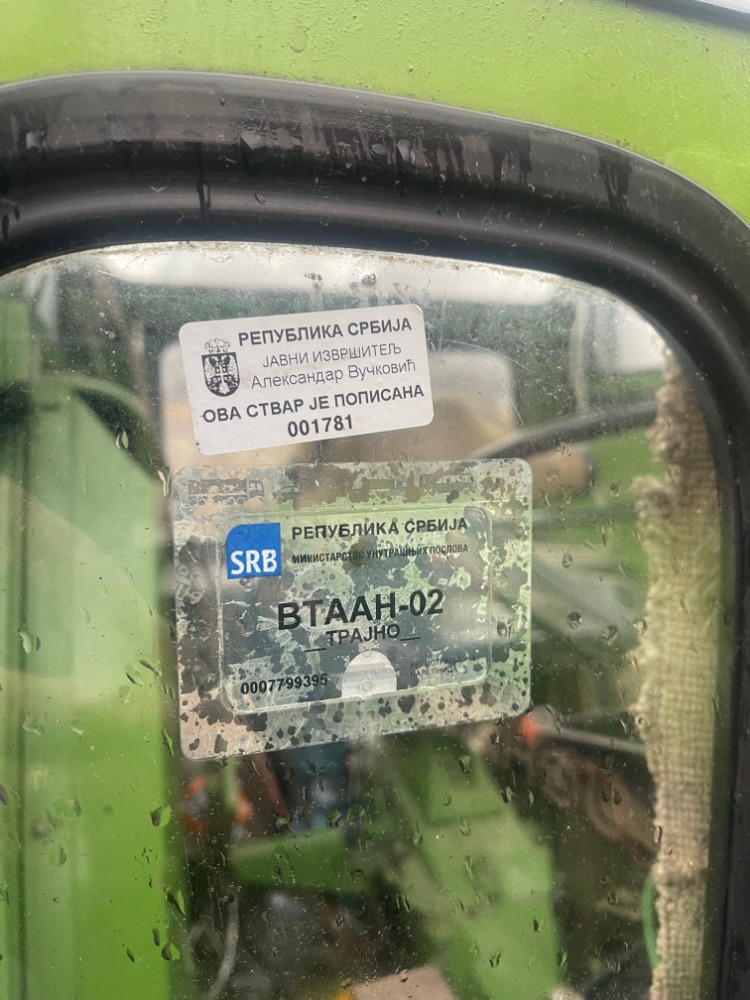 РЕПУБЛИКА СРБИЈА
ЈАВНИ ИЗВРШИТЕЉ
Александар Вучковић
ОВА СТВАР ЈЕ ПОПИСАНА
001781
SRB
РЕПУБЛИКА СРБИЈА
МИНИСТАРСТВО УНУТРАШЊИХ ПОСЛОВА
ВТААН-02
__ТРАЈНО__
0007799395